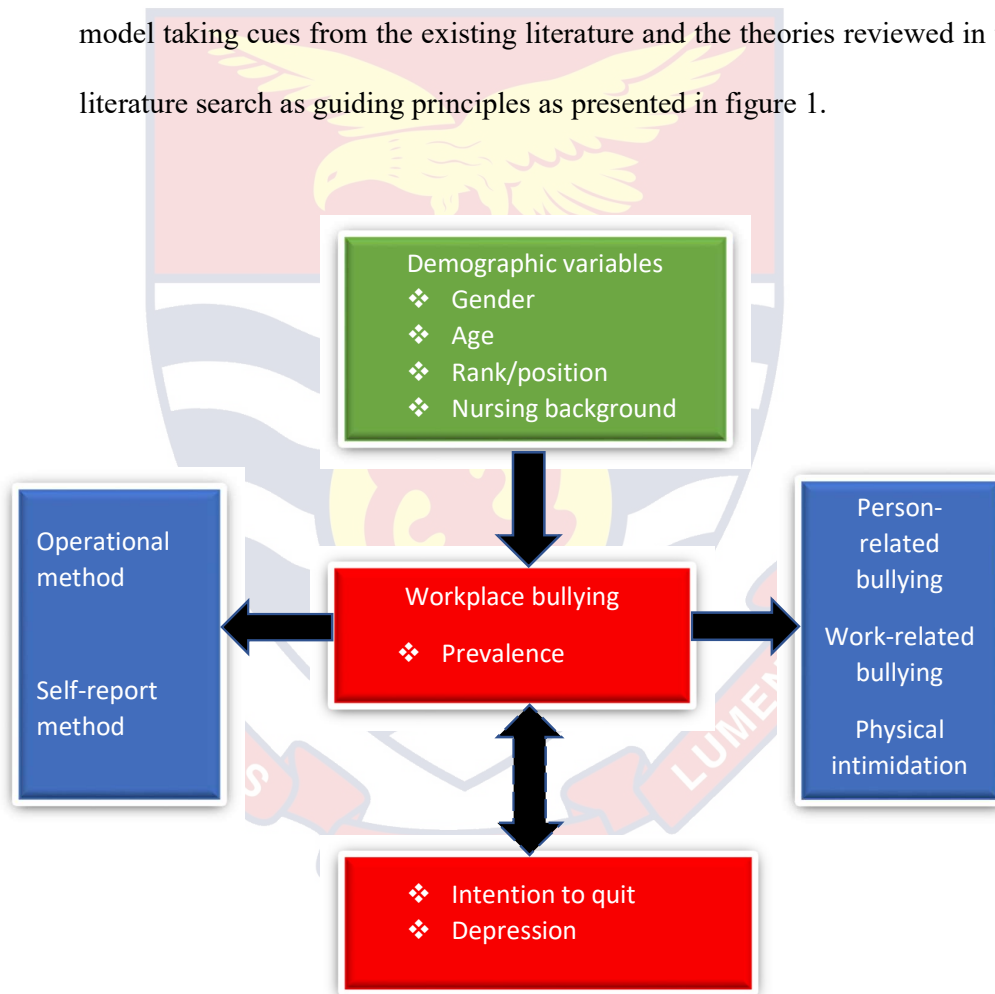 model taking cues from the existing literature and the theories reviewed in
literature search as guiding principles as presented in figure 1.
Demographic variables
❖ Gender
❖ Age
❖ Rank/position
❖ Nursing background
Operational
method
Self-report
method
Workplace bullying
❖ Prevalence
Person-
related
bullying
Work-related
bullying
Physical
intimidation
❖ Intention to quit
❖ Depression
LUMEN